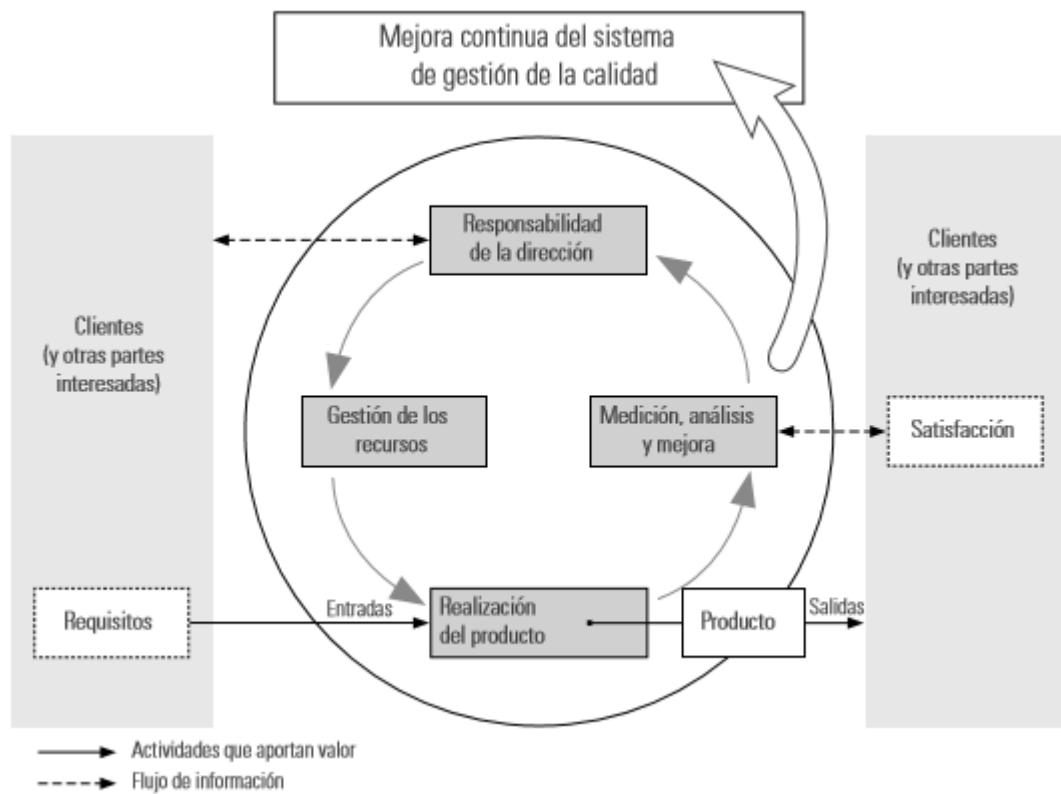 Mejora continua del sistema
de gestión de la calidad
Responsabilidad
de la dirección
Clientes
(y otras partes
interesadas)
Clientes
(y otras partes
interesadas)
Gestión de los
recursos
Medición, análisis
y mejora
Satisfacción
Requisitos
Entradas
Realización
del producto
Producto
Salidas
Actividades que aportan valor
Flujo de información